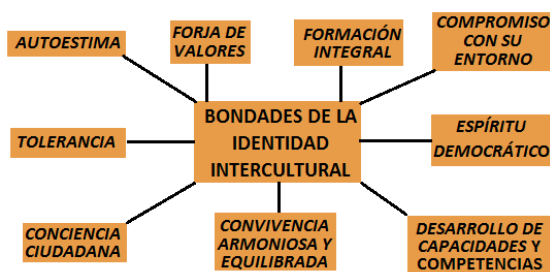 AUTOESTIMA
FORJA DE
VALORES
FORMACIÓN
INTEGRAL
COMPROMISO
CON SU
ENTORNO
TOLERANCIA
BONDADES DE LA
IDENTIDAD
INTERCULTURAL
ESPÍRITU
DEMOCRÁTICO
CONCIENCIA
CIUDADANA
CONVIVENCIA
ARMONIOSA Y
EQUILIBRADA
DESARROLLO DE
CAPACIDADES Y
COMPETENCIAS